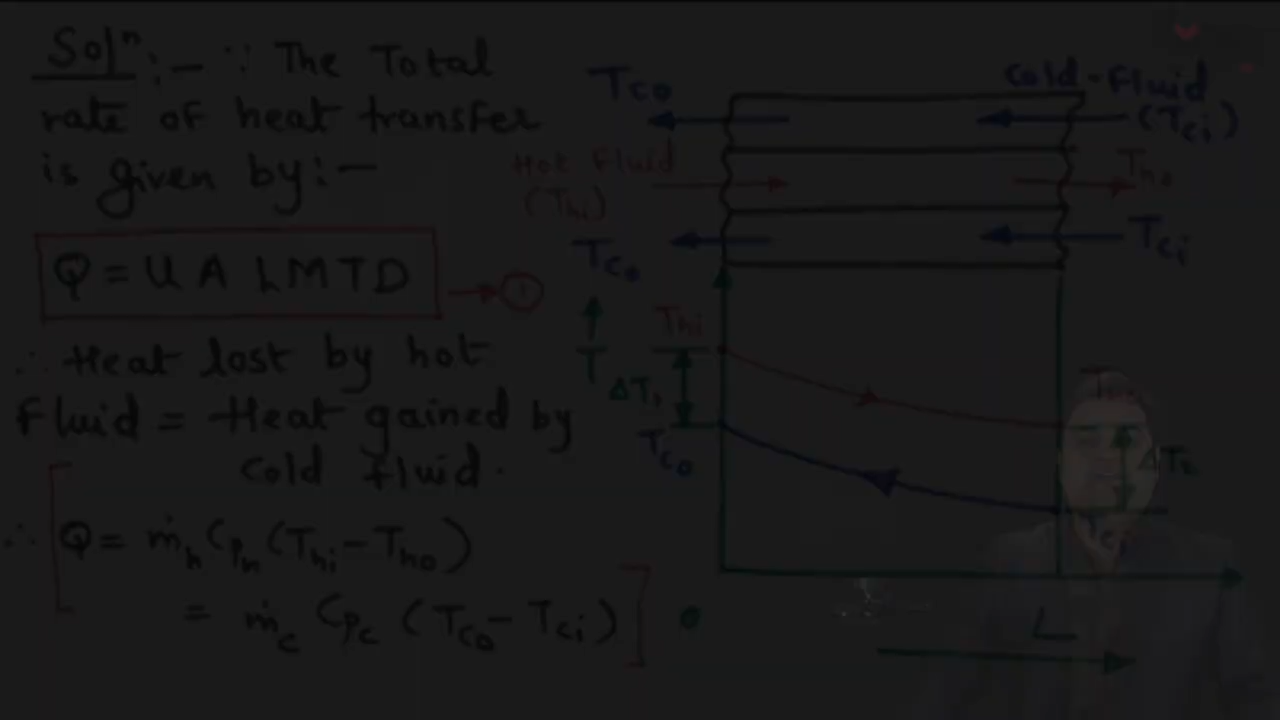 Solⁿ :- ∵ The Total
rate of heat transfer
is given by:-
Q = U A LMTD → ①
∴ Heat lost by hot
fluid = Heat gained by
cold fluid.
∴ Q = ṁh Cph (Thi - Tho)
= ṁc Cpc (Tco - Tci)
Tco
Cold-fluid
(Tci)
Hot fluid
(Thi)
Tho
Tco
Tci
Thi
T
ΔT1
Tco
L